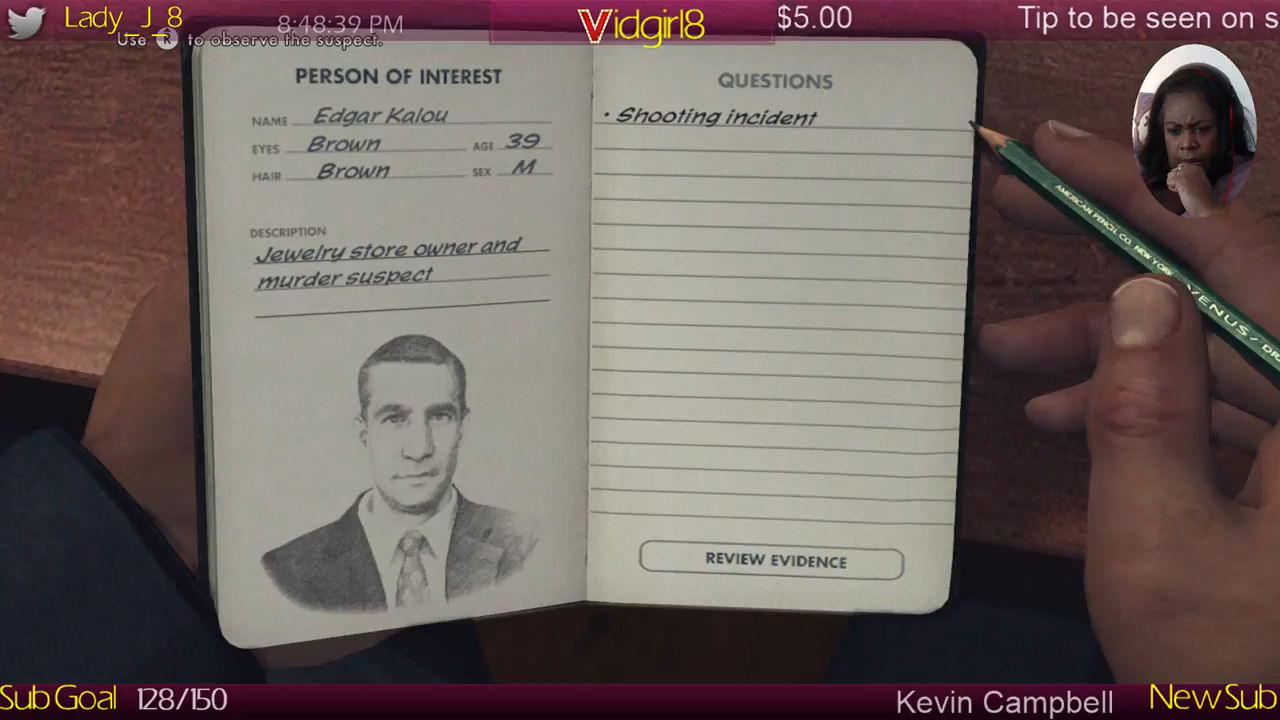 Lady_J_8
8:48:39 PM
Vidgirl8
$5.00
Tip to be seen on s
Use R to observe the suspect.
PERSON OF INTEREST
NAME Edgar Kalou
EYES Brown AGE 39
HAIR Brown SEX M
DESCRIPTION
Jewelry store owner and
murder suspect
QUESTIONS
· Shooting incident
REVIEW EVIDENCE
AMERICAN PENCIL CO. NEW YORK
VENUS / DR
Sub Goal 128/150
Kevin Campbell
New Sub